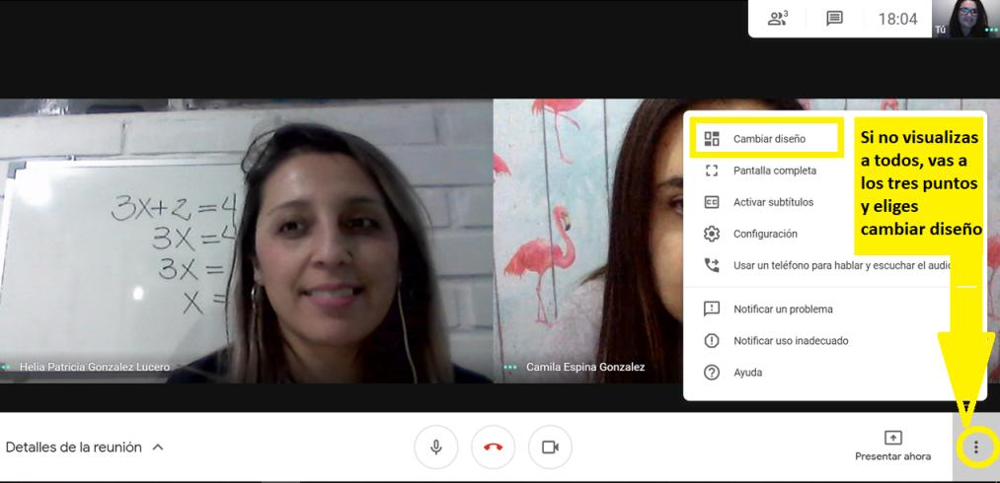 3
18:04
Tú
Cambiar diseño
Pantalla completa
Activar subtítulos
Configuración
Usar un teléfono para hablar y escuchar el audio
Notificar un problema
Notificar uso inadecuado
Ayuda
Si no visualizas
a todos, vas a
los tres puntos
y eliges
cambiar diseño
3x+2=4
3x=4
3x=
x=
Helia Patricia Gonzalez Lucero
Camila Espina Gonzalez
Detalles de la reunión
Presentar ahora